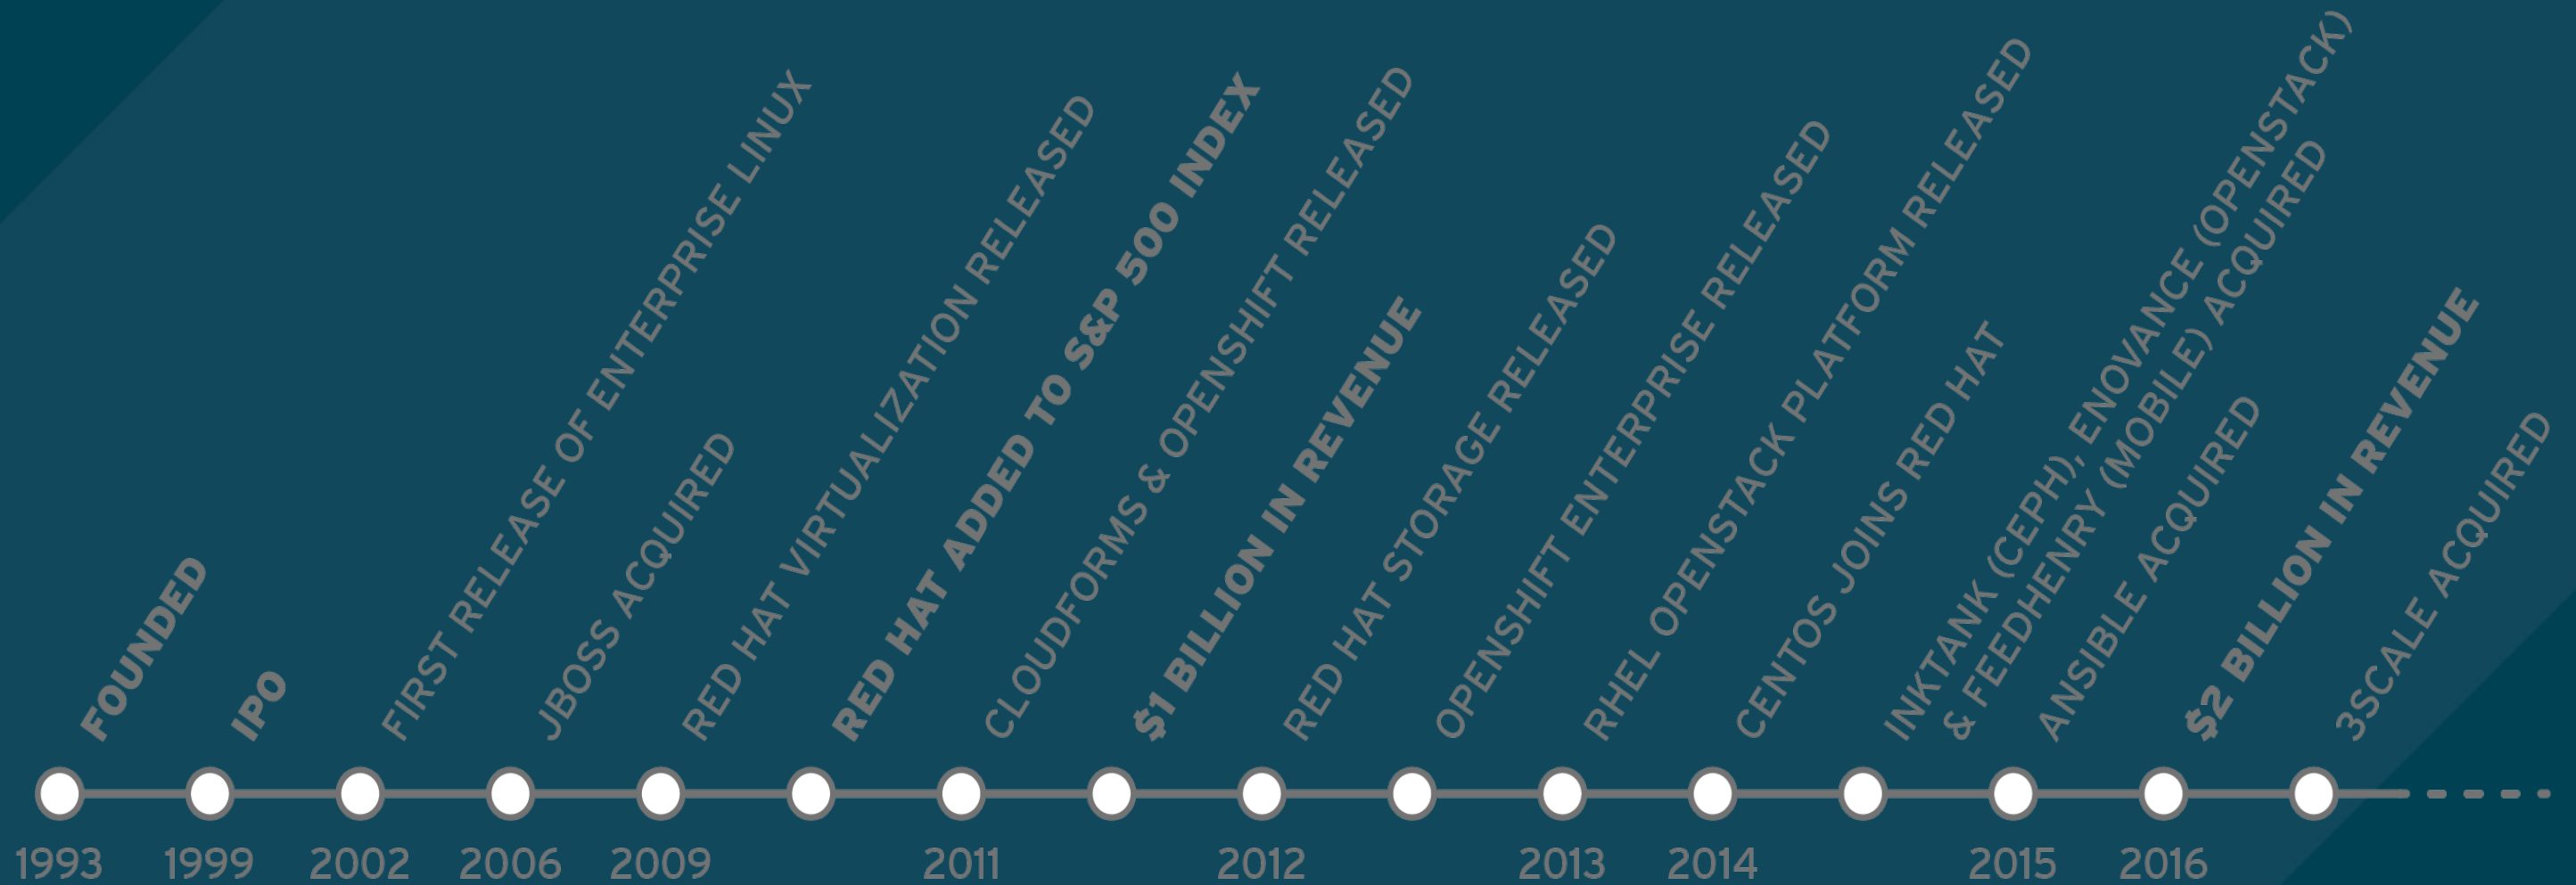 FOUNDED
IPO
FIRST RELEASE OF ENTERPRISE LINUX
JBOSS ACQUIRED
RED HAT VIRTUALIZATION RELEASED
RED HAT ADDED TO S&P 500 INDEX
CLOUDFORMS & OPENSHIFT RELEASED
$1 BILLION IN REVENUE
RED HAT STORAGE RELEASED
OPENSHIFT ENTERPRISE RELEASED
RHEL OPENSTACK PLATFORM RELEASED
CENTOS JOINS RED HAT
INKTANK (CEPH), ENOVANCE (OPENSTACK)
& FEEDHENRY (MOBILE) ACQUIRED
ANSIBLE ACQUIRED
$2 BILLION IN REVENUE
3SCALE ACQUIRED
1993 1999 2002 2006 2009 2011 2012 2013 2014 2015 2016